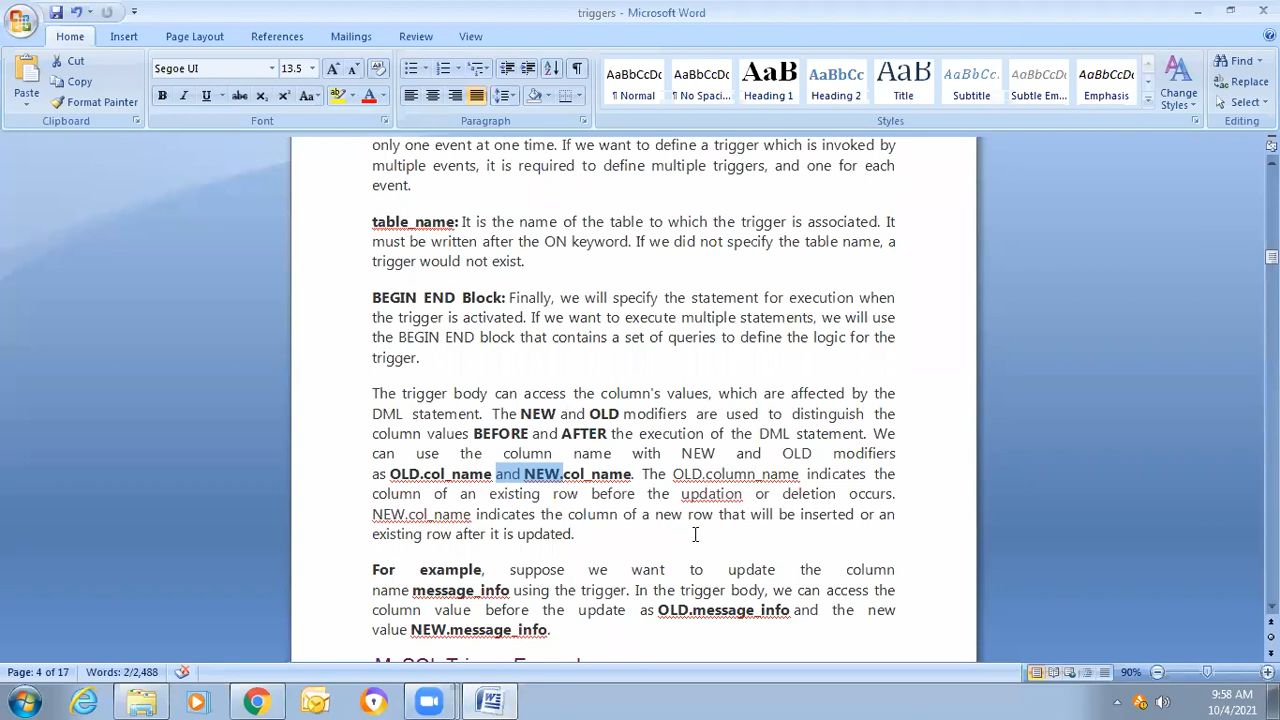 triggers - Microsoft Word
Home Insert Page Layout References Mailings Review View
Paste
Cut
Copy
Format Painter
Clipboard
Segoe UI 13.5
Font
Paragraph
AaBbCcDc AaBbCcDc AaB AaBbCc AaB AaBbCc AaBbCcDc AaBbCcDc
¶ Normal ¶ No Spaci... Heading 1 Heading 2 Title Subtitle Subtle Em... Emphasis
Change Styles
Styles
Find
Replace
Select
Editing
only one event at one time. If we want to define a trigger which is invoked by
multiple events, it is required to define multiple triggers, and one for each
event.
table_name: It is the name of the table to which the trigger is associated. It
must be written after the ON keyword. If we did not specify the table name, a
trigger would not exist.
BEGIN END Block: Finally, we will specify the statement for execution when
the trigger is activated. If we want to execute multiple statements, we will use
the BEGIN END block that contains a set of queries to define the logic for the
trigger.
The trigger body can access the column's values, which are affected by the
DML statement. The NEW and OLD modifiers are used to distinguish the
column values BEFORE and AFTER the execution of the DML statement. We
can use the column name with NEW and OLD modifiers
as OLD.col_name and NEW.col_name. The OLD.column_name indicates the
column of an existing row before the updation or deletion occurs.
NEW.col_name indicates the column of a new row that will be inserted or an
existing row after it is updated.
For example, suppose we want to update the column
name message_info using the trigger. In the trigger body, we can access the
column value before the update as OLD.message_info and the new
value NEW.message_info.
MySQL Trigger Example
Page: 4 of 17 Words: 2/2,488 90%
9:58 AM
10/4/2021